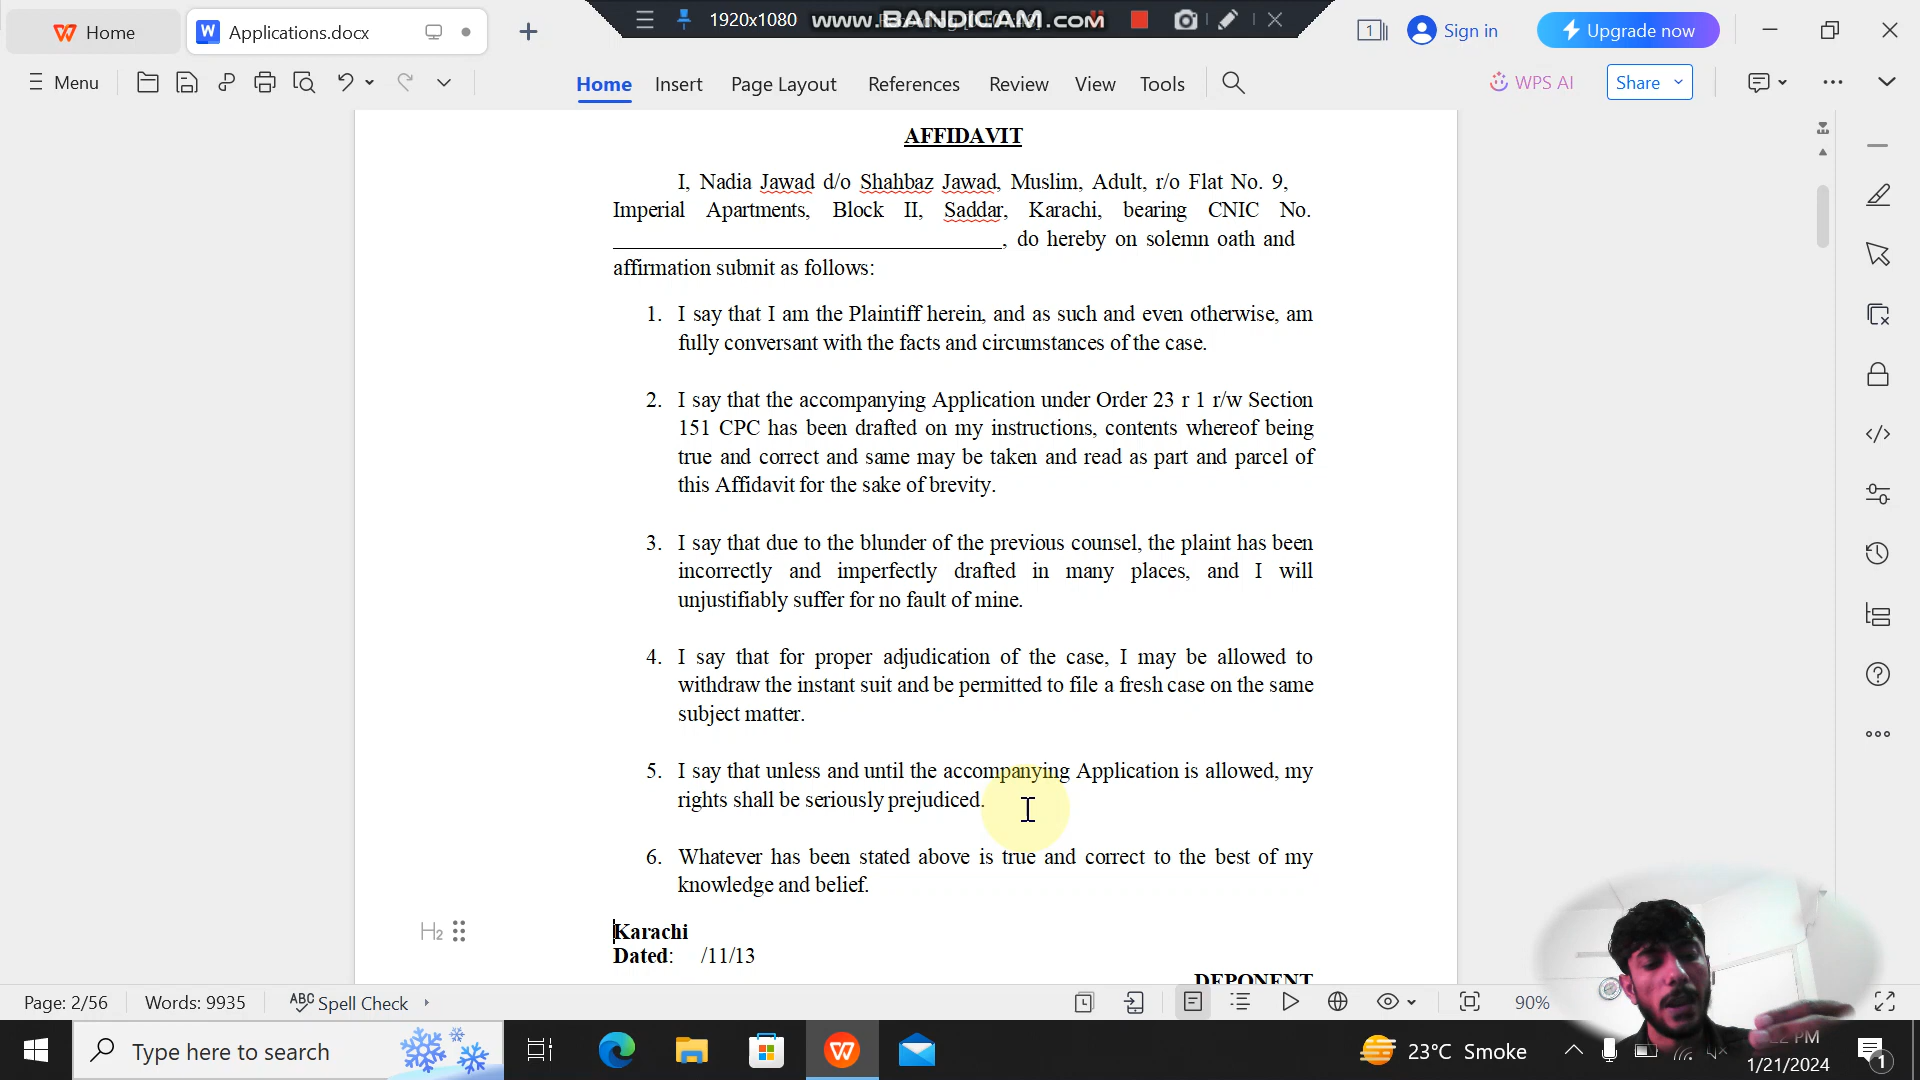 Home
Applications.docx
1920x1080
www.BANDICAM.com
Sign in
Upgrade now
Menu
Home
Insert
Page Layout
References
Review
View
Tools
WPS AI
Share
AFFIDAVIT
I, Nadia Jawad d/o Shahbaz Jawad, Muslim, Adult, r/o Flat No. 9,
Imperial Apartments, Block II, Saddar, Karachi, bearing CNIC No.
___________________________________, do hereby on solemn oath and
affirmation submit as follows:
1. I say that I am the Plaintiff herein, and as such and even otherwise, am
fully conversant with the facts and circumstances of the case.
2. I say that the accompanying Application under Order 23 r 1 r/w Section
151 CPC has been drafted on my instructions, contents whereof being
true and correct and same may be taken and read as part and parcel of
this Affidavit for the sake of brevity.
3. I say that due to the blunder of the previous counsel, the plaint has been
incorrectly and imperfectly drafted in many places, and I will
unjustifiably suffer for no fault of mine.
4. I say that for proper adjudication of the case, I may be allowed to
withdraw the instant suit and be permitted to file a fresh case on the same
subject matter.
5. I say that unless and until the accompanying Application is allowed, my
rights shall be seriously prejudiced.
6. Whatever has been stated above is true and correct to the best of my
knowledge and belief.
H2
Karachi
Dated: /11/13
DEPONENT
Page: 2/56
Words: 9935
ABC Spell Check
90%
Type here to search
23°C Smoke
PM
1/21/2024
1